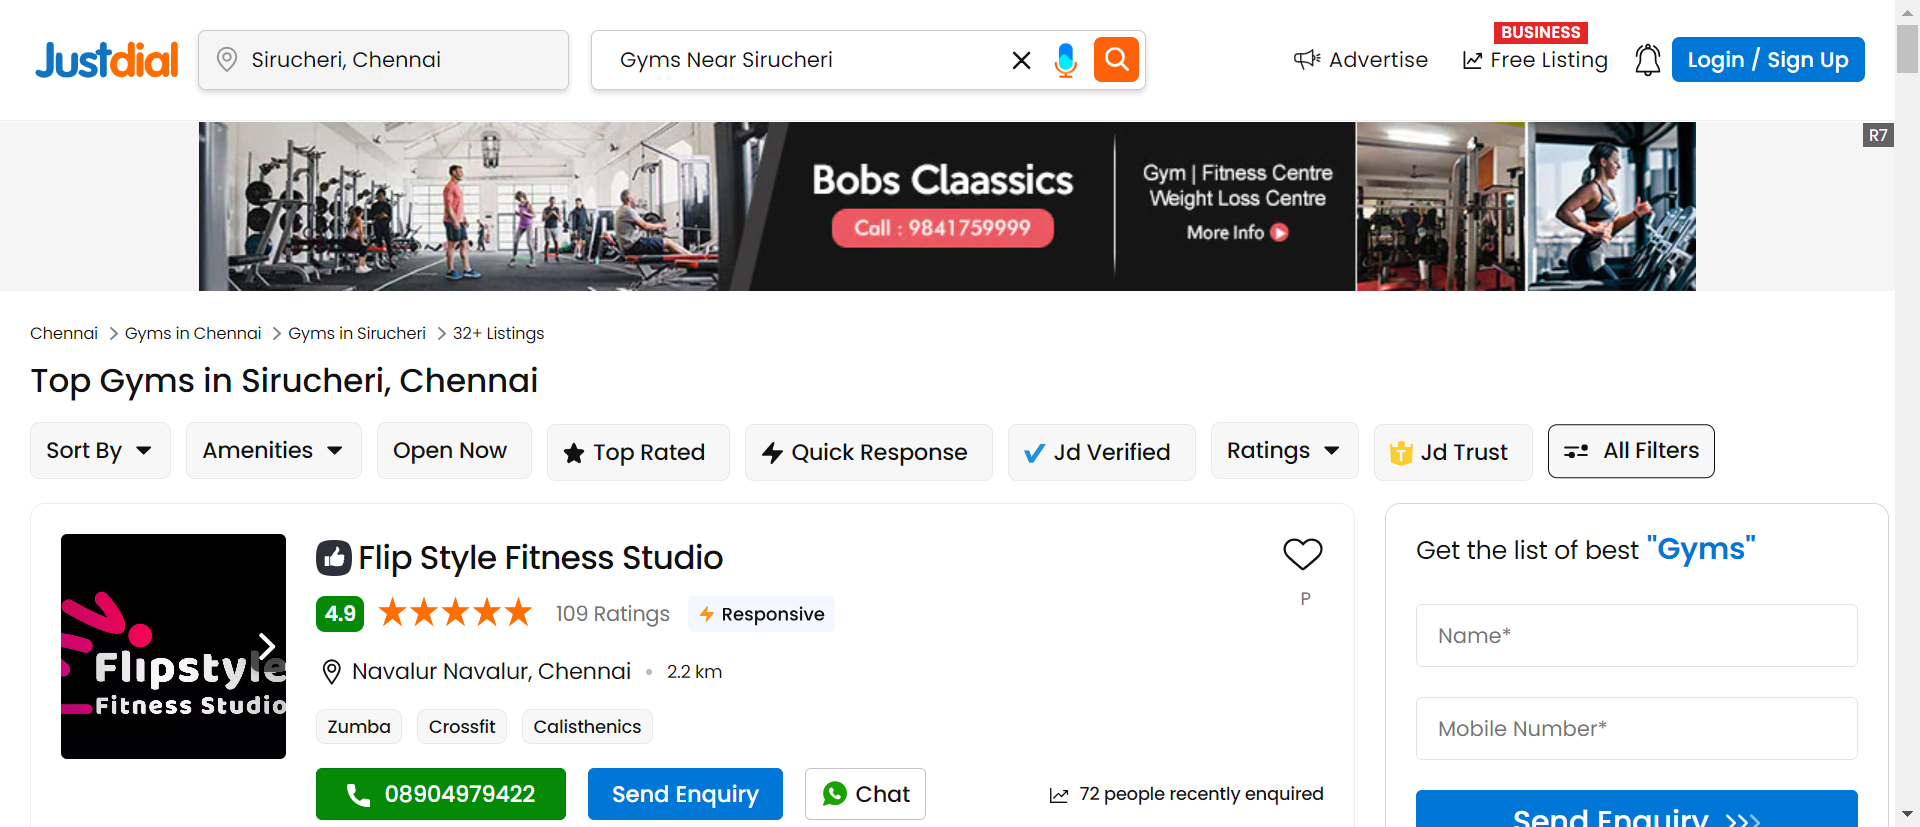 Justdial
Sirucheri, Chennai
Gyms Near Sirucheri
Advertise
BUSINESS
Free Listing
Login / Sign Up
R7
Bobs Claassics
Call : 9841759999
Gym | Fitness Centre
Weight Loss Centre
More Info
Chennai
Gyms in Chennai
Gyms in Sirucheri
32+ Listings
Top Gyms in Sirucheri, Chennai
Sort By
Amenities
Open Now
Top Rated
Quick Response
Jd Verified
Ratings
T
Jd Trust
All Filters
Flipstyle
Fitness Studio
Flip Style Fitness Studio
P
4.9
109 Ratings
Responsive
Navalur Navalur, Chennai • 2.2 km
Zumba
Crossfit
Calisthenics
08904979422
Send Enquiry
Chat
72 people recently enquired
Get the list of best "Gyms"
Name*
Mobile Number*
Send Enquiry